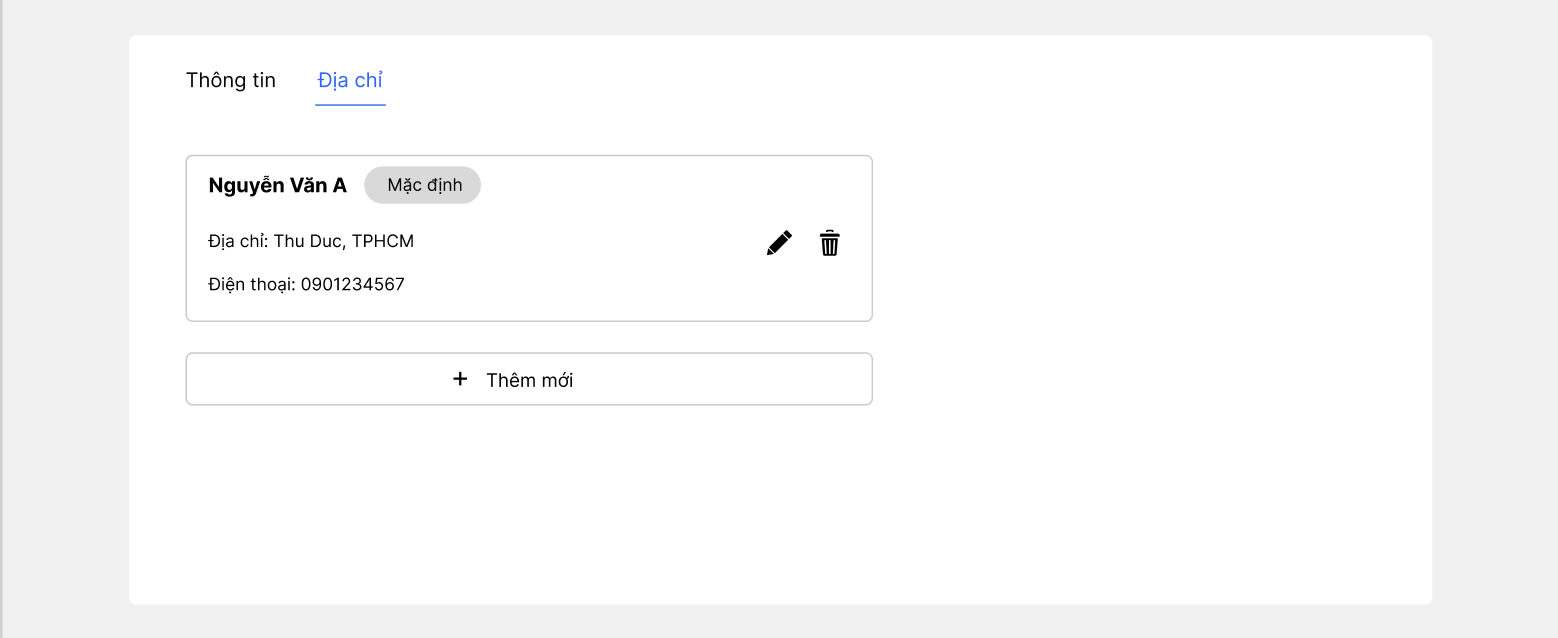 Thông tin Địa chỉ
Nguyễn Văn A Mặc định
Địa chỉ: Thu Duc, TPHCM
Điện thoại: 0901234567
+ Thêm mới